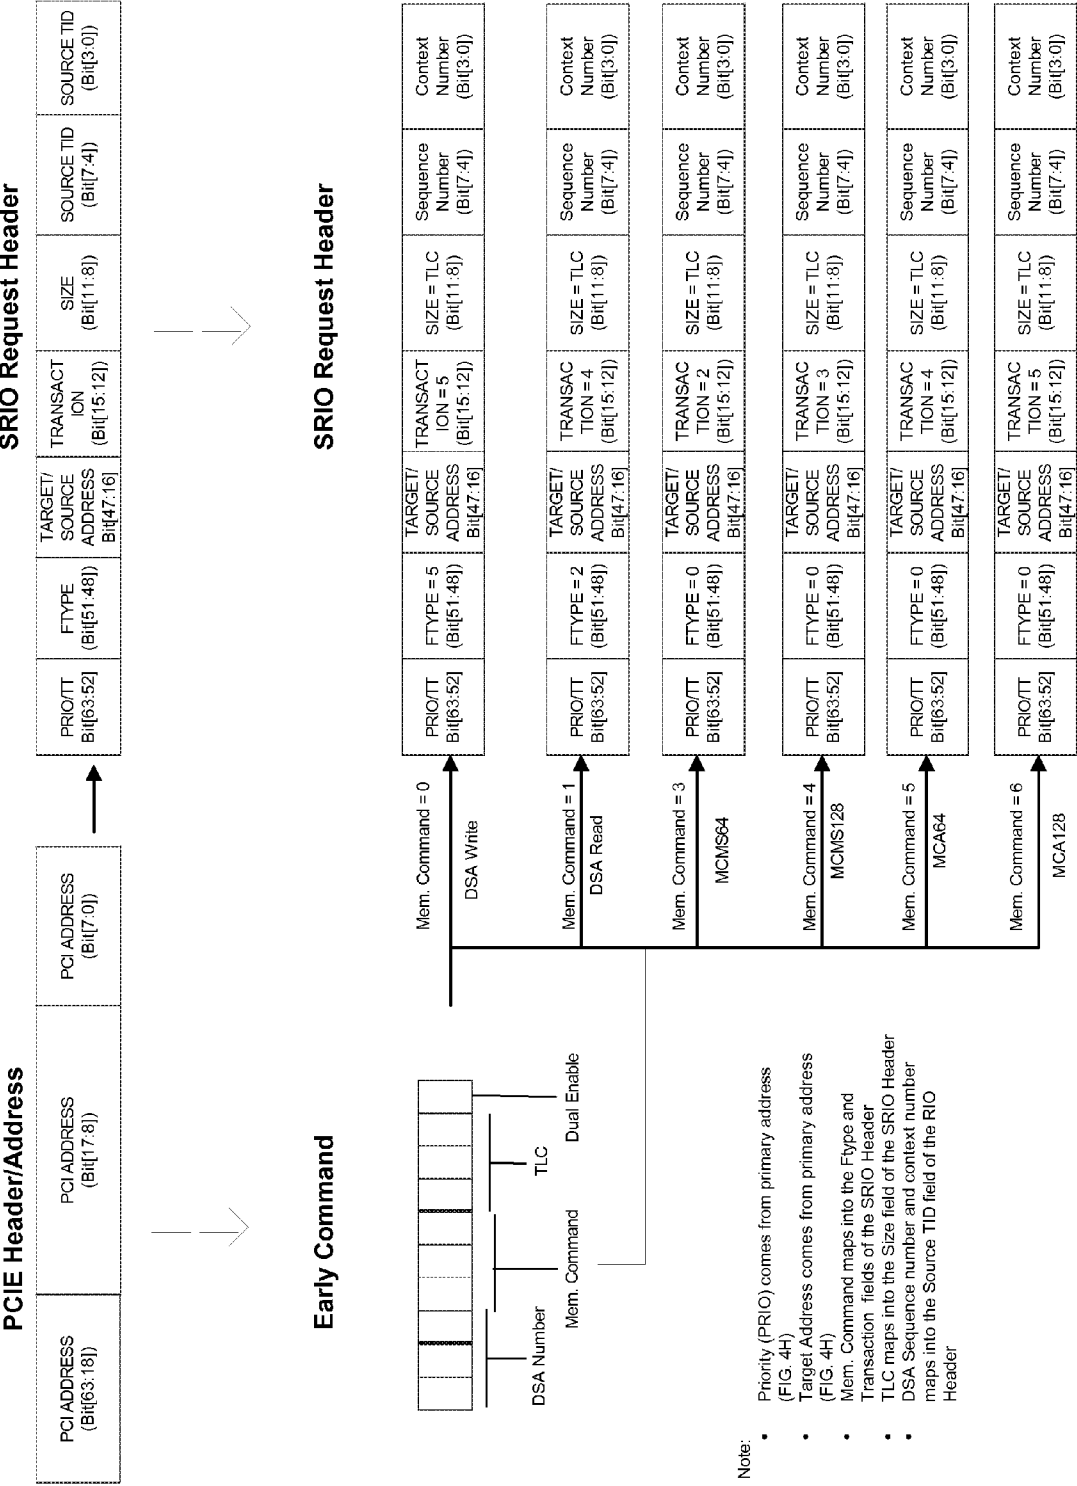 PCIE Header/Address
PCI ADDRESS
(Bit[63:18])
PCI ADDRESS
(Bit[17:8])
PCI ADDRESS
(Bit[7:0])
SRIO Request Header
PRIO/TT
Bit[63:52]
FTYPE
(Bit[51:48])
TARGET/
SOURCE
ADDRESS
Bit[47:16]
TRANSACT
ION
(Bit[15:12])
SIZE
(Bit[11:8])
SOURCE TID
(Bit[7:4])
SOURCE TID
(Bit[3:0])
Early Command
DSA Number
Mem. Command
TLC
Dual Enable
SRIO Request Header
Mem. Command = 0
DSA Write
PRIO/TT
Bit[63:52]
FTYPE = 5
(Bit[51:48])
TARGET/
SOURCE
ADDRESS
Bit[47:16]
TRANSACT
ION = 5
(Bit[15:12])
SIZE = TLC
(Bit[11:8])
Sequence
Number
(Bit[7:4])
Context
Number
(Bit[3:0])
Mem. Command = 1
DSA Read
PRIO/TT
Bit[63:52]
FTYPE = 2
(Bit[51:48])
TARGET/
SOURCE
ADDRESS
Bit[47:16]
TRANSAC
TION = 4
(Bit[15:12])
SIZE = TLC
(Bit[11:8])
Sequence
Number
(Bit[7:4])
Context
Number
(Bit[3:0])
Mem. Command = 3
MCMS64
PRIO/TT
Bit[63:52]
FTYPE = 0
(Bit[51:48])
TARGET/
SOURCE
ADDRESS
Bit[47:16]
TRANSAC
TION = 2
(Bit[15:12])
SIZE = TLC
(Bit[11:8])
Sequence
Number
(Bit[7:4])
Context
Number
(Bit[3:0])
Mem. Command = 4
MCMS128
PRIO/TT
Bit[63:52]
FTYPE = 0
(Bit[51:48])
TARGET/
SOURCE
ADDRESS
Bit[47:16]
TRANSAC
TION = 3
(Bit[15:12])
SIZE = TLC
(Bit[11:8])
Sequence
Number
(Bit[7:4])
Context
Number
(Bit[3:0])
Mem. Command = 5
MCA64
PRIO/TT
Bit[63:52]
FTYPE = 0
(Bit[51:48])
TARGET/
SOURCE
ADDRESS
Bit[47:16]
TRANSAC
TION = 4
(Bit[15:12])
SIZE = TLC
(Bit[11:8])
Sequence
Number
(Bit[7:4])
Context
Number
(Bit[3:0])
Mem. Command = 6
MCA128
PRIO/TT
Bit[63:52]
FTYPE = 0
(Bit[51:48])
TARGET/
SOURCE
ADDRESS
Bit[47:16]
TRANSAC
TION = 5
(Bit[15:12])
SIZE = TLC
(Bit[11:8])
Sequence
Number
(Bit[7:4])
Context
Number
(Bit[3:0])
Note:
• Priority (PRIO) comes from primary address
(FIG. 4H)
• Target Address comes from primary address
(FIG. 4H)
• Mem. Command maps into the Ftype and
Transaction fields of the SRIO Header
• TLC maps into the Size field of the SRIO Header
• DSA Sequence number and context number
maps into the Source TID field of the RIO
Header